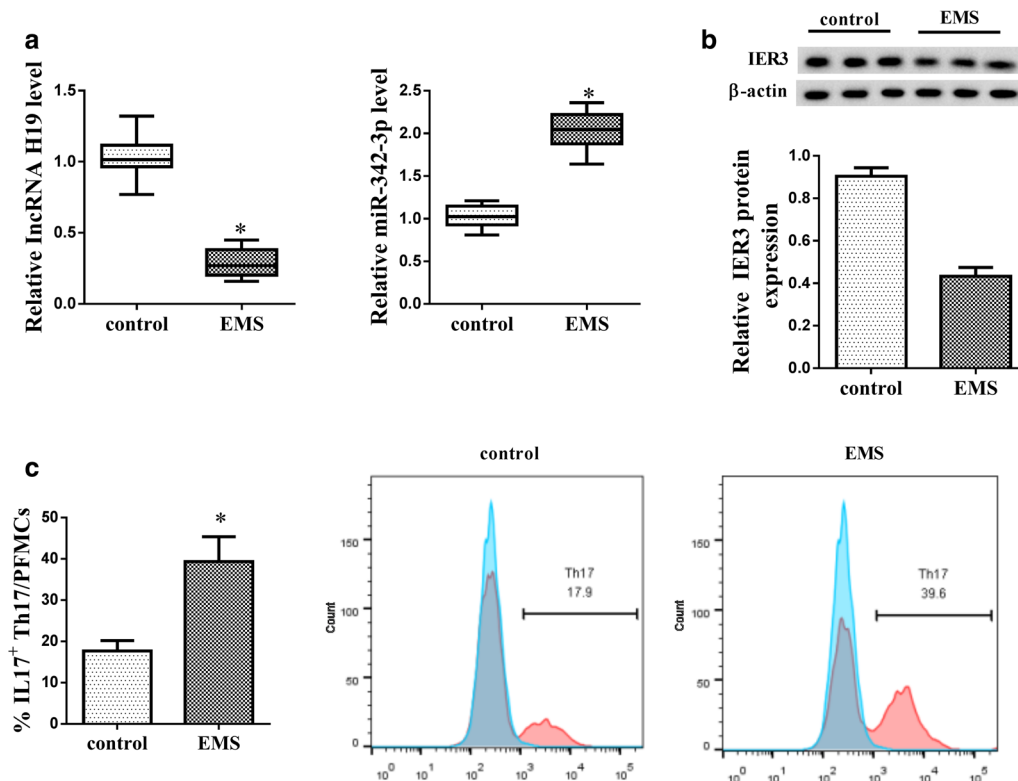 a
Relative lncRNA H19 level
1.5
1.0
0.5
0.0
*
control
EMS
Relative miR-342-3p level
2.5
2.0
1.5
1.0
0.5
0.0
*
control
EMS
b
control
EMS
IER3
β-actin
Relative IER3 protein
expression
1.0
0.8
0.6
0.4
0.2
0.0
control
EMS
c
% IL17+ Th17/PFMCs
50
40
30
20
10
0
*
control
EMS
control
Count
150
100
50
0
Th17
17.9
10^0
10^1
10^2
10^3
10^4
10^5
EMS
Count
150
100
50
0
Th17
39.6
10^0
10^1
10^2
10^3
10^4
10^5